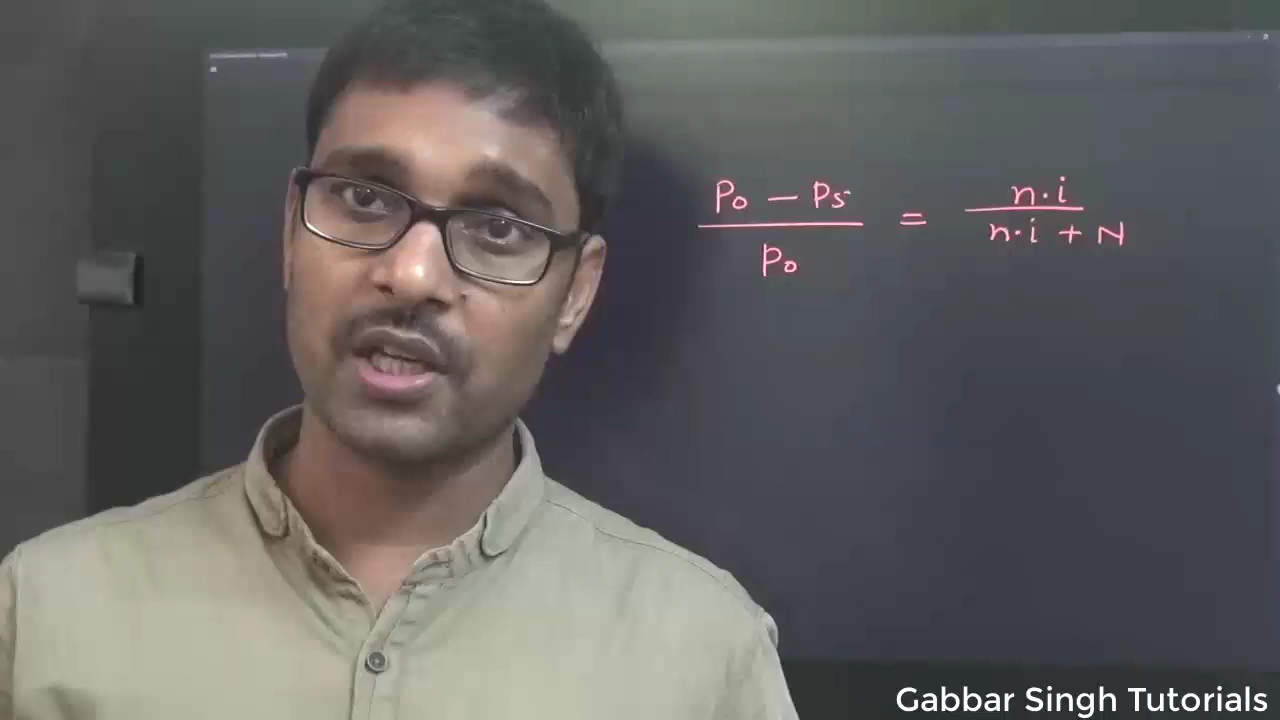 Po - Ps / Po = n·i / n·i + N
Gabbar Singh Tutorials